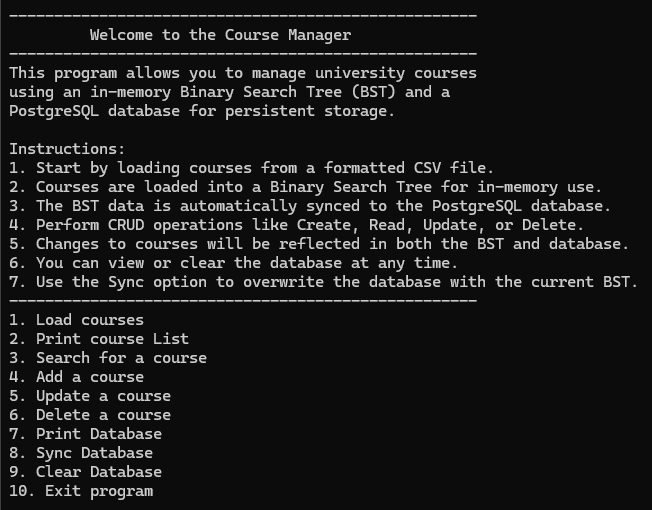 ----------------------------------------------------
Welcome to the Course Manager
----------------------------------------------------
This program allows you to manage university courses
using an in-memory Binary Search Tree (BST) and a
PostgreSQL database for persistent storage.

Instructions:
1. Start by loading courses from a formatted CSV file.
2. Courses are loaded into a Binary Search Tree for in-memory use.
3. The BST data is automatically synced to the PostgreSQL database.
4. Perform CRUD operations like Create, Read, Update, or Delete.
5. Changes to courses will be reflected in both the BST and database.
6. You can view or clear the database at any time.
7. Use the Sync option to overwrite the database with the current BST.
----------------------------------------------------
1. Load courses
2. Print course List
3. Search for a course
4. Add a course
5. Update a course
6. Delete a course
7. Print Database
8. Sync Database
9. Clear Database
10. Exit program